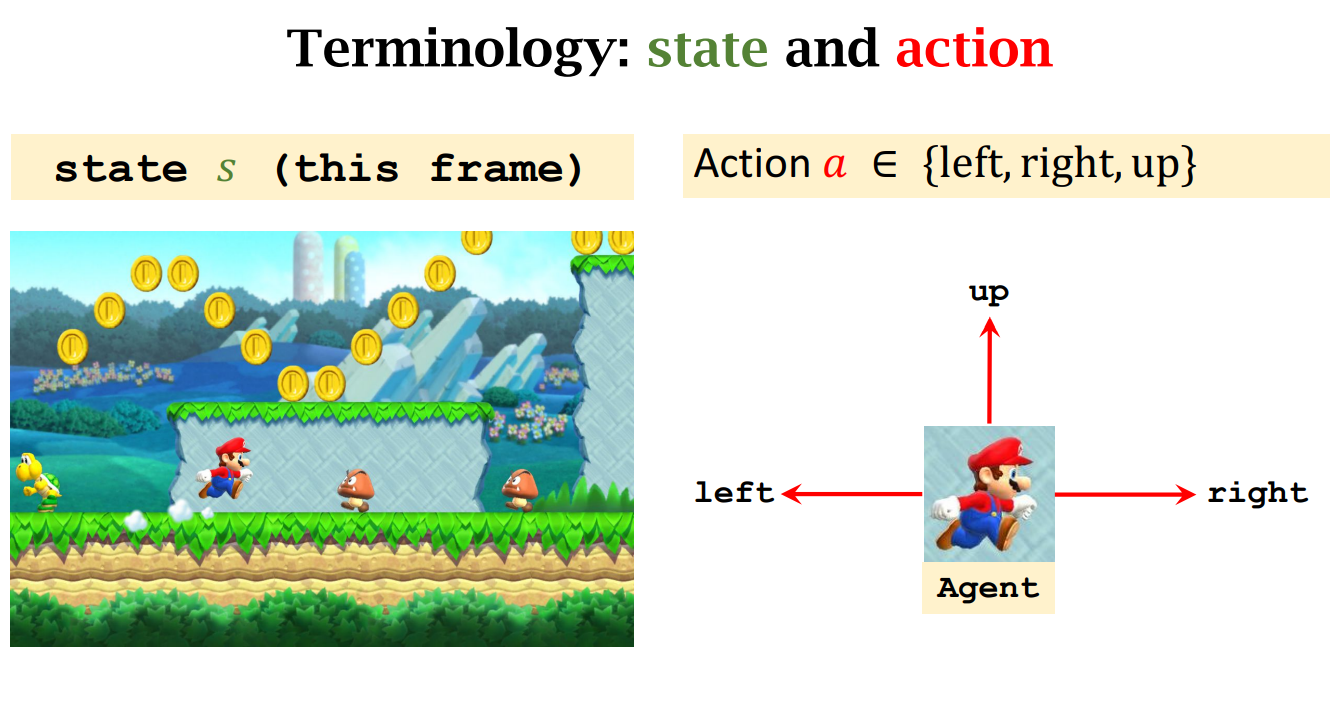 Terminology: state and action
state s (this frame)
Action a ∈ {left, right, up}
up
left
right
Agent